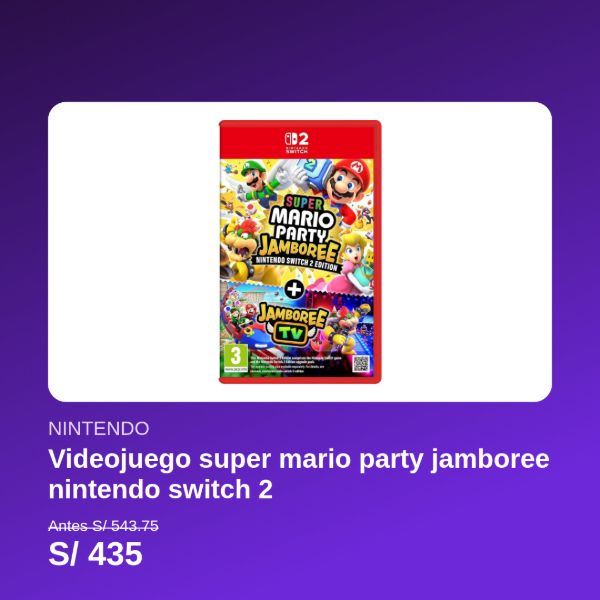 2
NINTENDO
SWITCH
2
SUPER
MARIO
PARTY
JAMBOREE
NINTENDO SWITCH 2 EDITION
+
JAMBOREE
TV
3
NINTENDO
Videojuego super mario party jamboree
nintendo switch 2
Antes S/ 543.75
S/ 435